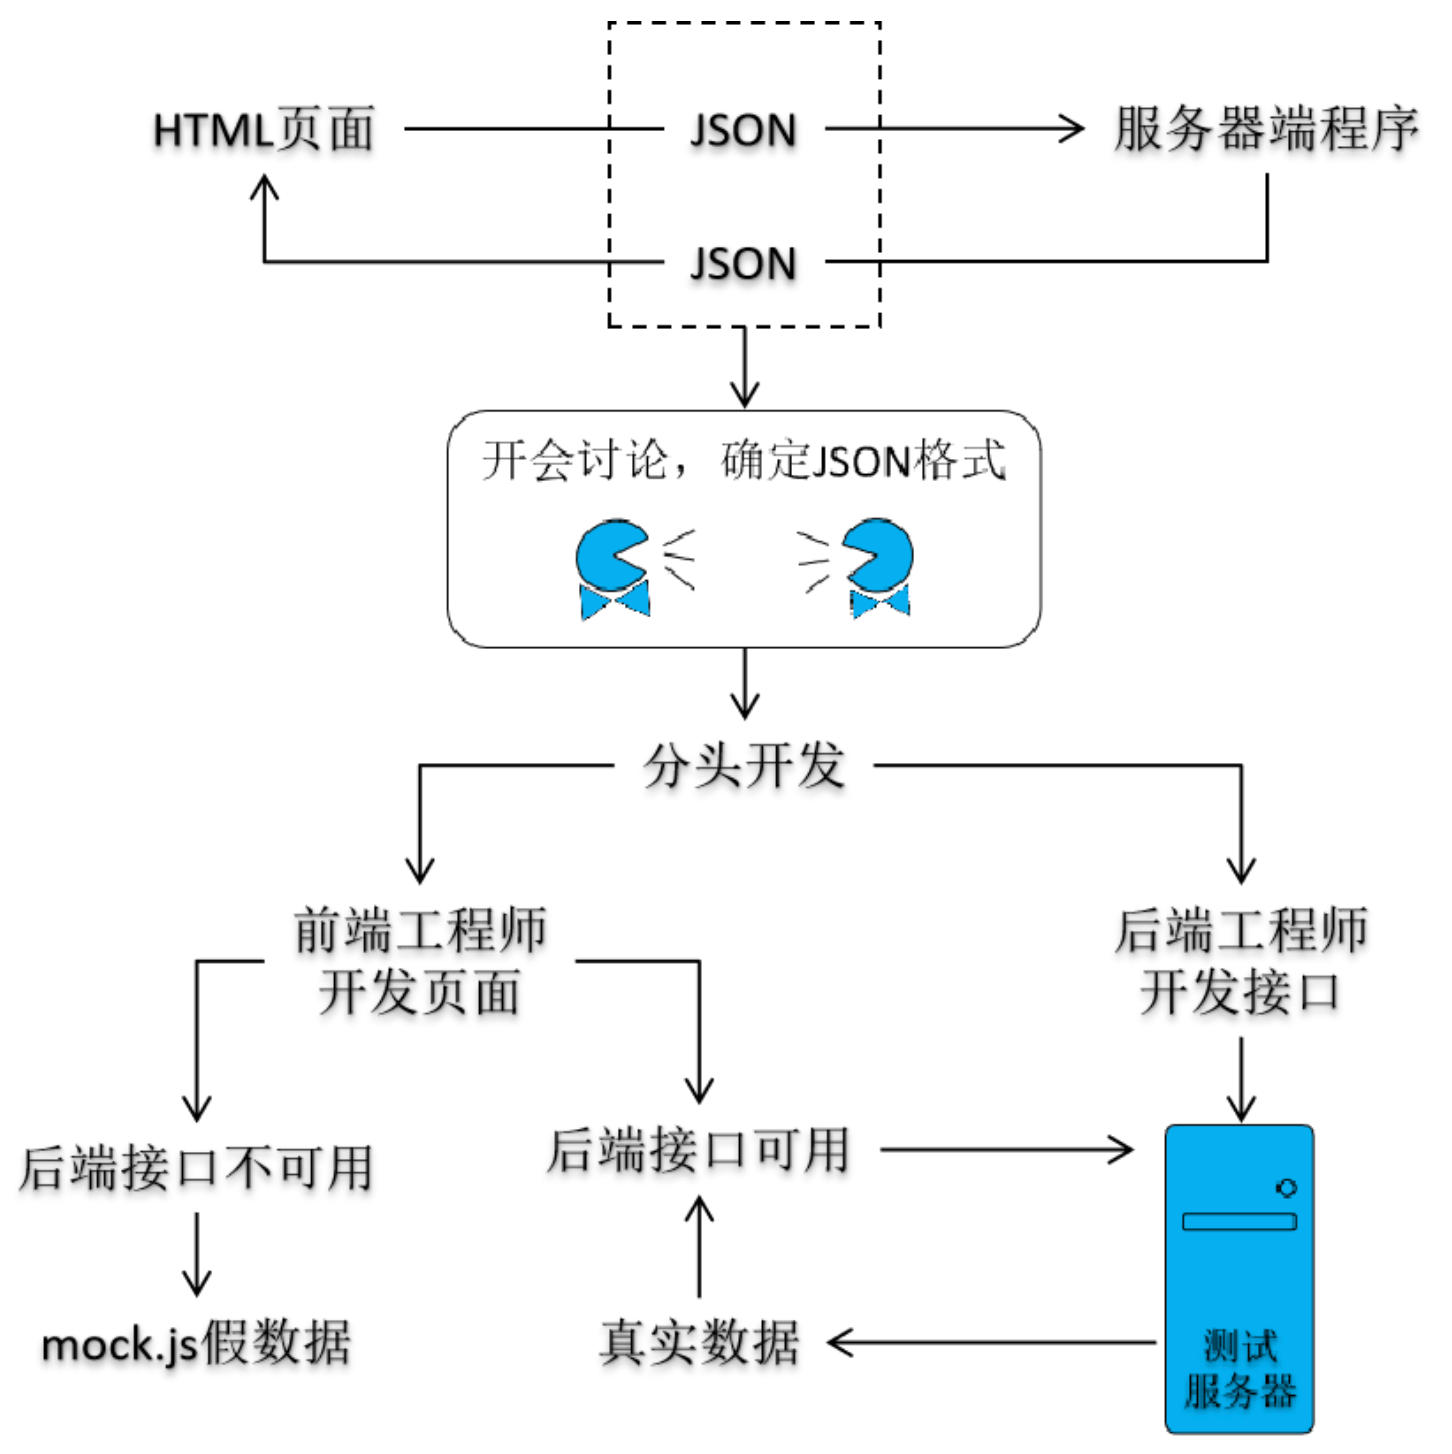 HTML页面
JSON
服务器端程序
JSON
开会讨论，确定JSON格式
分头开发
前端工程师
开发页面
后端工程师
开发接口
后端接口不可用
后端接口可用
mock.js假数据
真实数据
测试
服务器